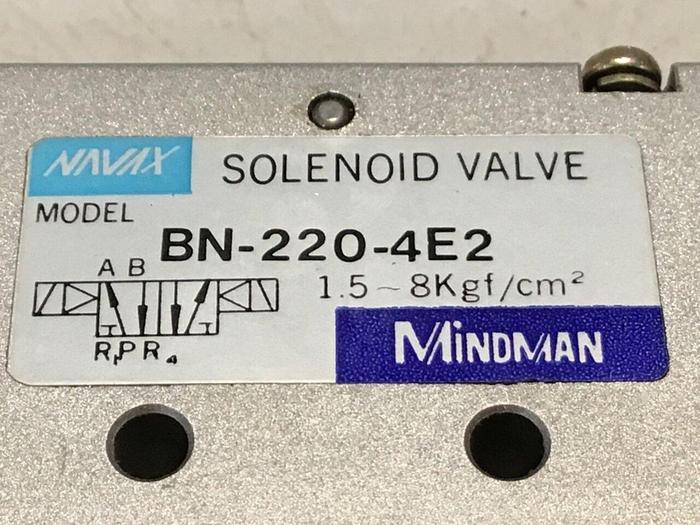 NAVAX SOLENOID VALVE
MODEL
BN-220-4E2
A B
1.5~8Kgf/cm²
R₁ P R₄
MINDMAN